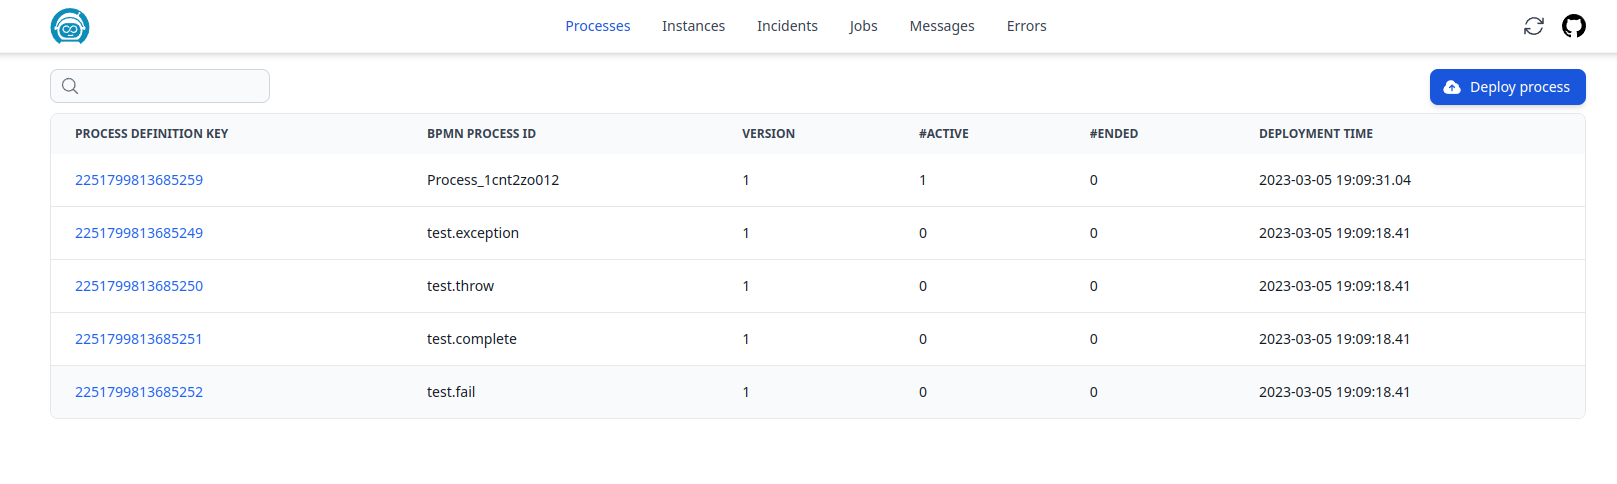 Processes Instances Incidents Jobs Messages Errors
Deploy process
PROCESS DEFINITION KEY BPMN PROCESS ID VERSION #ACTIVE #ENDED DEPLOYMENT TIME
2251799813685259 Process_1cnt2zo012 1 1 0 2023-03-05 19:09:31.04
2251799813685249 test.exception 1 0 0 2023-03-05 19:09:18.41
2251799813685250 test.throw 1 0 0 2023-03-05 19:09:18.41
2251799813685251 test.complete 1 0 0 2023-03-05 19:09:18.41
2251799813685252 test.fail 1 0 0 2023-03-05 19:09:18.41